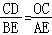 CD/BE = OC/AE